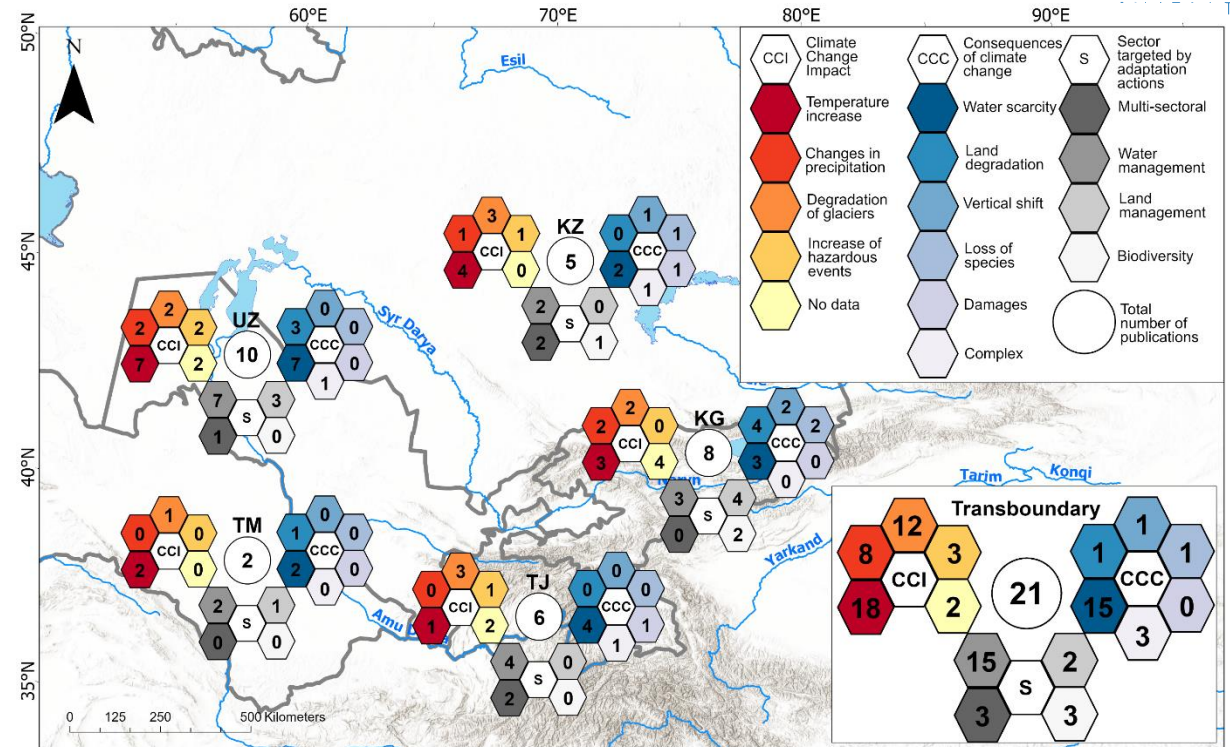 60°E
70°E
80°E
90°E
50°N
45°N
40°N
35°N
N
Esil
Syr Darya
Amu
Tarim
Konqi
Yarkand
CCI
Climate
Change
Impact
Temperature
increase
Changes in
precipitation
Degradation
of glaciers
Increase of
hazardous
events
No data
CCC
Consequences
of climate
change
Water scarcity
Land
degradation
Vertical shift
Loss of
species
Damages
Complex
S
Sector
targeted by
adaptation
actions
Multi-sectoral
Water
management
Land
management
Biodiversity
Total
number of
publications
KZ
5
3
1
1
CCI
4
0
1
0
1
CCC
2
1
1
2
0
S
2
1
UZ
10
2
2
2
CCI
7
2
0
3
0
CCC
7
0
1
7
3
S
1
0
KG
8
2
2
0
CCI
3
4
2
4
2
CCC
3
0
0
3
4
S
0
2
TM
2
1
0
0
CCI
2
0
0
1
0
CCC
2
0
0
2
1
S
0
0
TJ
6
3
0
1
CCI
1
2
0
0
0
CCC
4
1
1
4
0
S
2
0
Transboundary
21
12
8
3
CCI
18
2
1
1
1
CCC
15
0
3
15
2
S
3
3
0 125 250 500 Kilometers